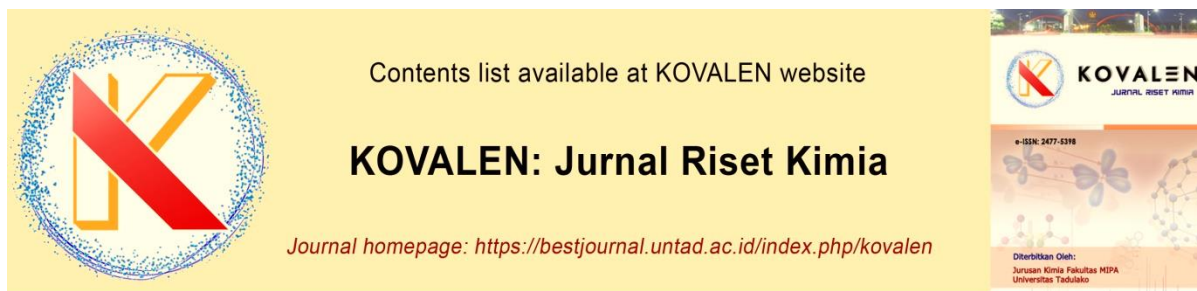 Contents list available at KOVALEN website
KOVALEN: Jurnal Riset Kimia
Journal homepage: https://bestjournal.untad.ac.id/index.php/kovalen
KOVALEN
JURNAL RISET KIMIA
e-ISSN: 2477-5398
Diterbitkan Oleh:
Jurusan Kimia Fakultas MIPA
Universitas Tadulako